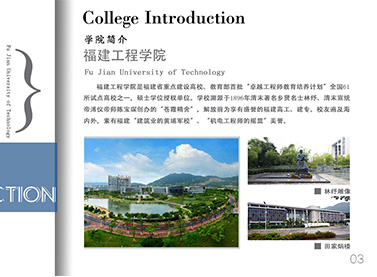 College Introduction
学院简介
福建工程学院
Fu Jian University of Technology
福建工程学院是福建省重点建设高校、教育部首批“卓越工程师教育培养计划”全国61
所试点高校之一、硕士学位授权单位。学校溯源于1896年清末著名乡贤名士林纾、清末宣统
帝溥仪帝师陈宝琛创办的“苍霞精舍”，解放前为享有盛誉的福建高工、建专，校友遍及海
内外，素有福建“建筑业的黄埔军校”、“机电工程师的摇篮”美誉。
林纾雕像
田家炳楼
03
Fu Jian University of Technology
CTION